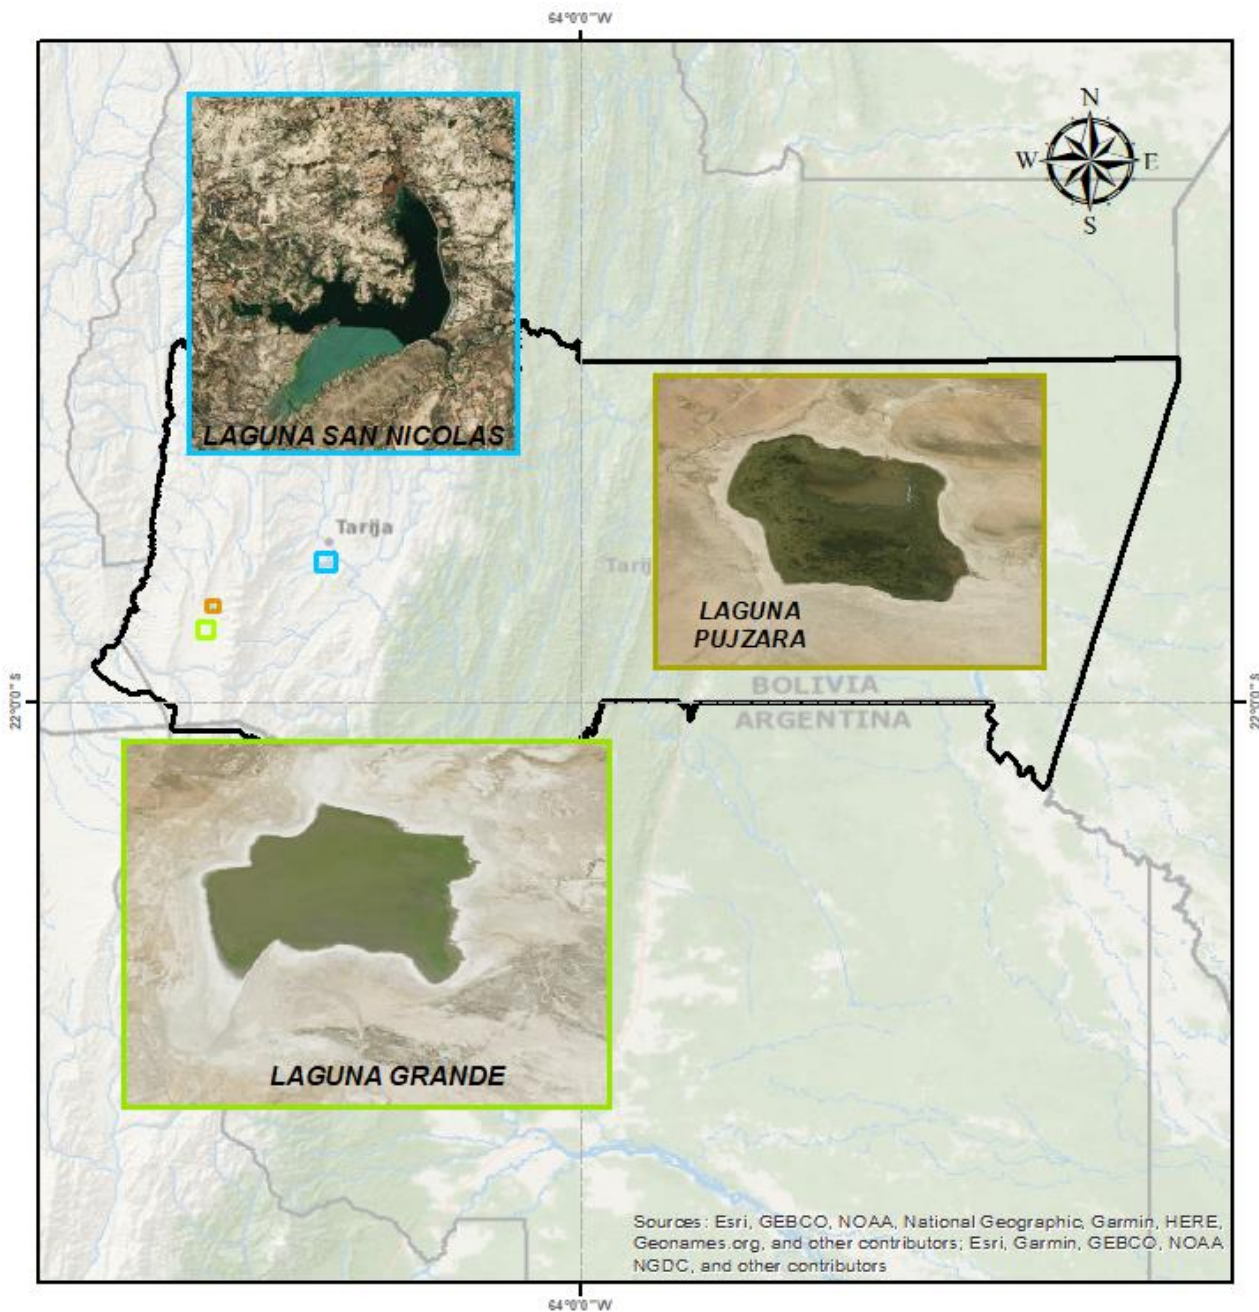 64°0'0"W
N
W E
S
LAGUNA SAN NICOLAS
Tarija
LAGUNA
PUJZARA
22°0'0"S
22°0'0"S
BOLIVIA
ARGENTINA
LAGUNA GRANDE
Sources: Esri, GEBCO, NOAA, National Geographic, Garmin, HERE,
Geonames.org, and other contributors; Esri, Garmin, GEBCO, NOAA
NGDC, and other contributors
64°0'0"W